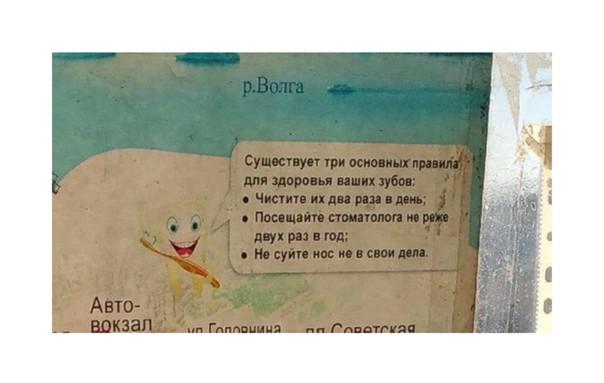 р.Волга
Существует три основных правила
для здоровья ваших зубов:
• Чистите их два раза в день;
• Посещайте стоматолога не реже
двух раз в год;
• Не суйте нос не в свои дела.
Авто-
вокзал
ул.Головнина
пл.Советская